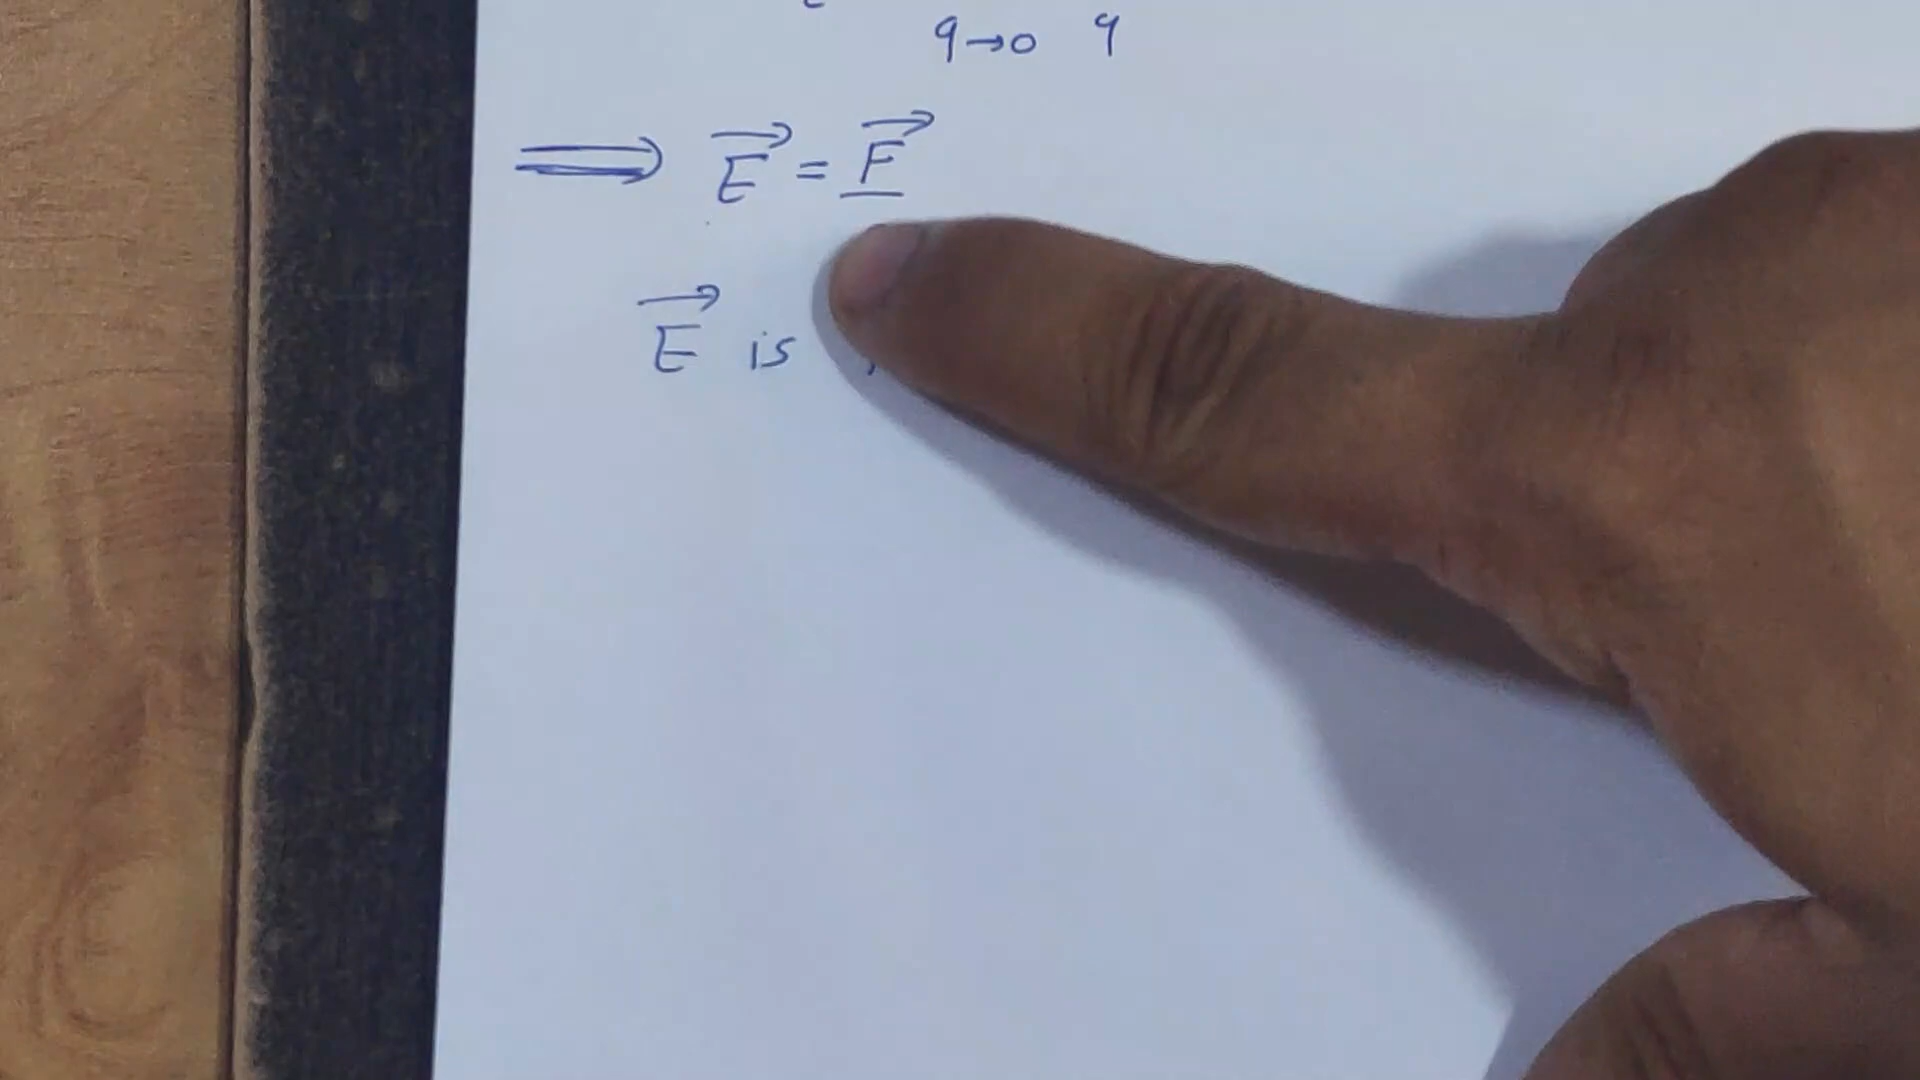 q→0 q
⟹ E⃗ = F⃗
E⃗ is